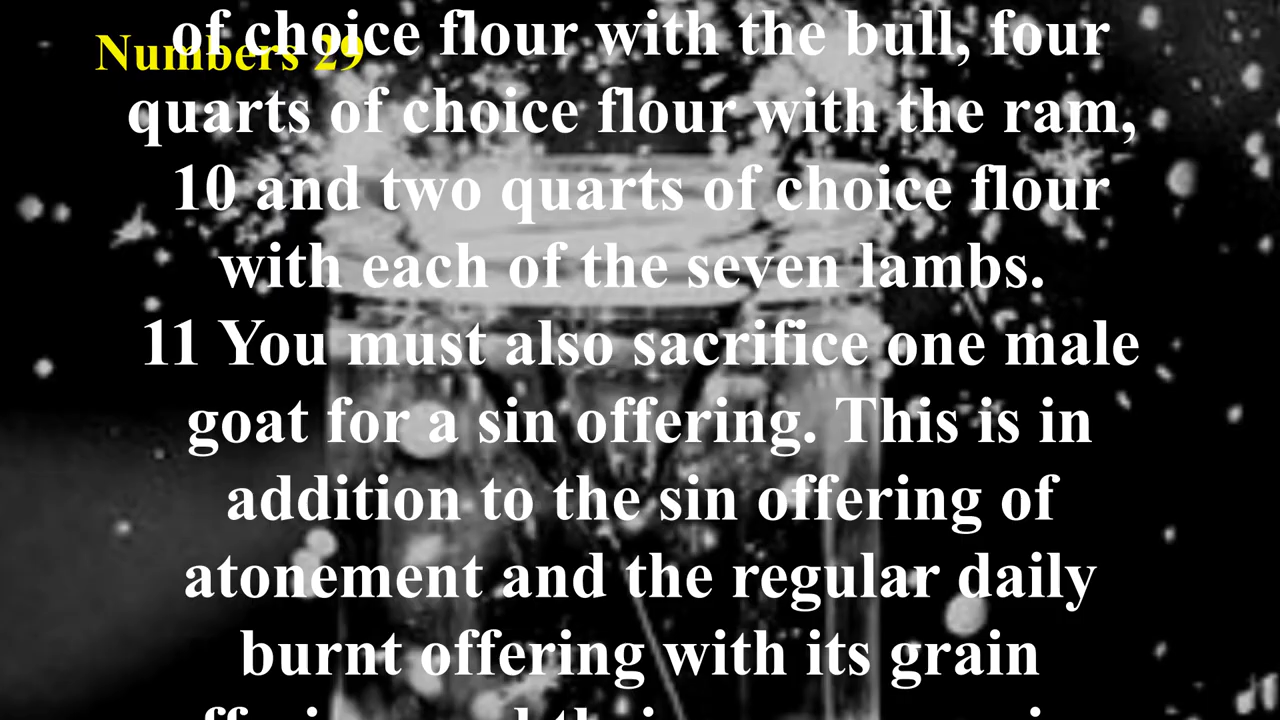 Numbers 29
of choice flour with the bull, four
quarts of choice flour with the ram,
10 and two quarts of choice flour
with each of the seven lambs.
11 You must also sacrifice one male
goat for a sin offering. This is in
addition to the sin offering of
atonement and the regular daily
burnt offering with its grain